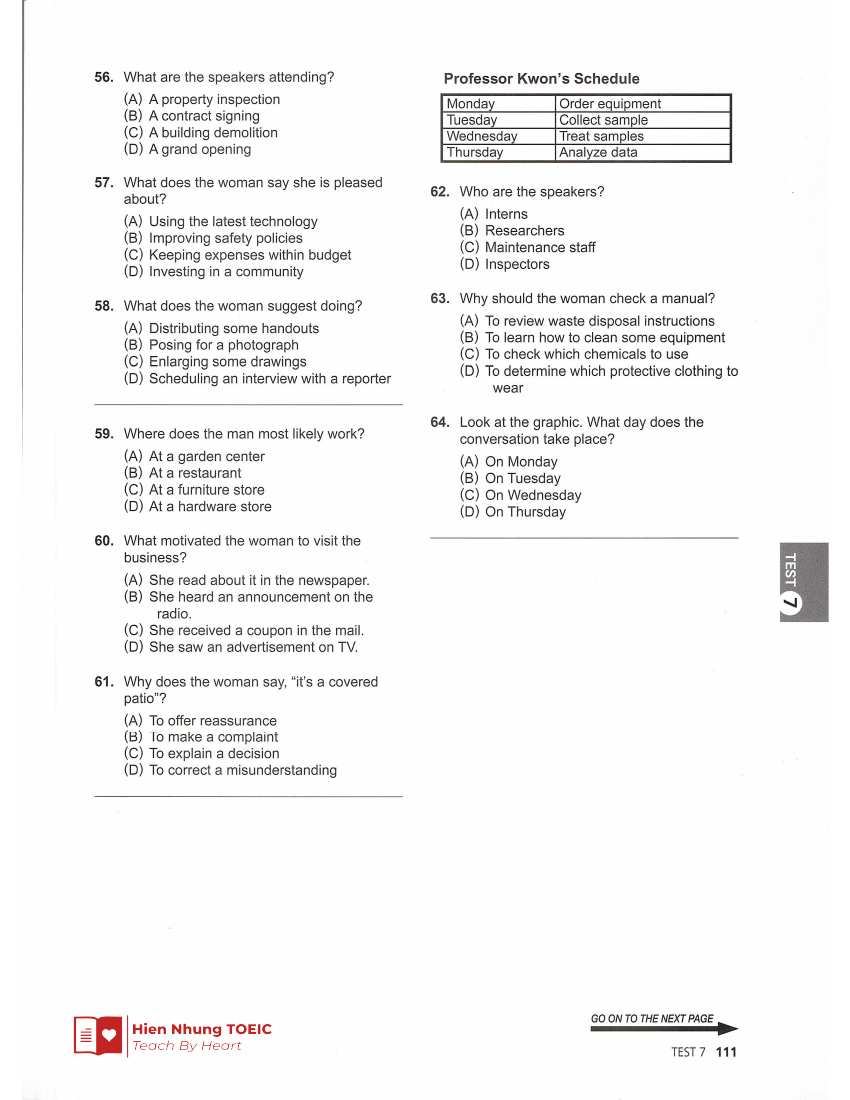 56. What are the speakers attending?
(A) A property inspection
(B) A contract signing
(C) A building demolition
(D) A grand opening
57. What does the woman say she is pleased
about?
(A) Using the latest technology
(B) Improving safety policies
(C) Keeping expenses within budget
(D) Investing in a community
58. What does the woman suggest doing?
(A) Distributing some handouts
(B) Posing for a photograph
(C) Enlarging some drawings
(D) Scheduling an interview with a reporter
59. Where does the man most likely work?
(A) At a garden center
(B) At a restaurant
(C) At a furniture store
(D) At a hardware store
60. What motivated the woman to visit the
business?
(A) She read about it in the newspaper.
(B) She heard an announcement on the
radio.
(C) She received a coupon in the mail.
(D) She saw an advertisement on TV.
61. Why does the woman say, “it’s a covered
patio”?
(A) To offer reassurance
(B) To make a complaint
(C) To explain a decision
(D) To correct a misunderstanding
Professor Kwon’s Schedule
Monday Order equipment
Tuesday Collect sample
Wednesday Treat samples
Thursday Analyze data
62. Who are the speakers?
(A) Interns
(B) Researchers
(C) Maintenance staff
(D) Inspectors
63. Why should the woman check a manual?
(A) To review waste disposal instructions
(B) To learn how to clean some equipment
(C) To check which chemicals to use
(D) To determine which protective clothing to
wear
64. Look at the graphic. What day does the
conversation take place?
(A) On Monday
(B) On Tuesday
(C) On Wednesday
(D) On Thursday
TEST 7
Hien Nhung TOEIC
Teach By Heart
GO ON TO THE NEXT PAGE
TEST 7 111